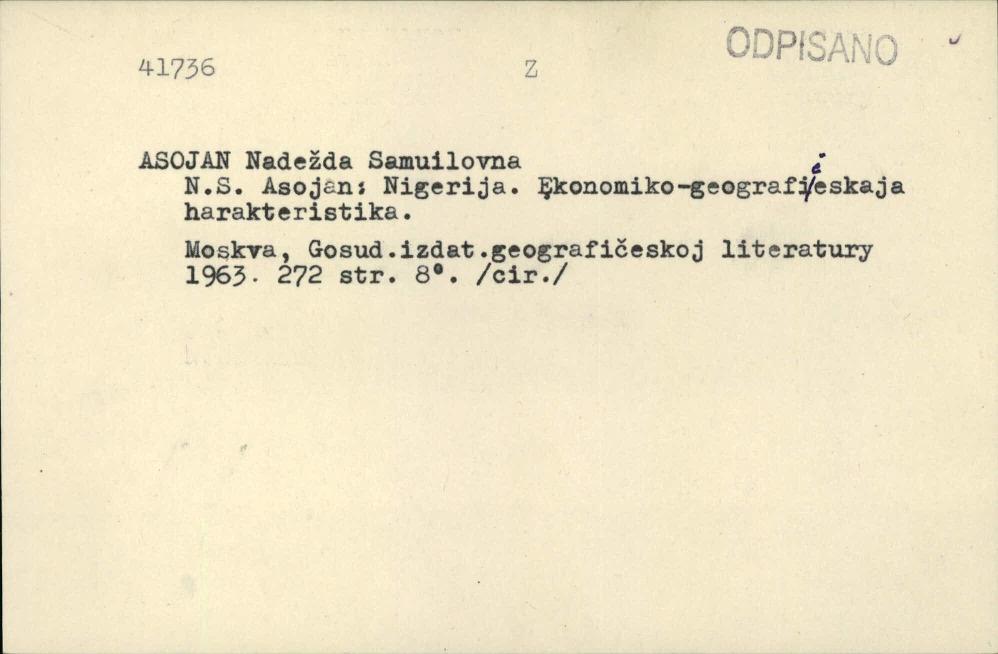 ODPISANO
41736 Z
ASOJAN Nadežda Samuilovna
N.S. Asojan: Nigerija. Ękonomiko-geografičeskaja
harakteristika.
Moskva, Gosud.izdat.geografičeskoj literatury
1963. 272 str. 8°. /cir./